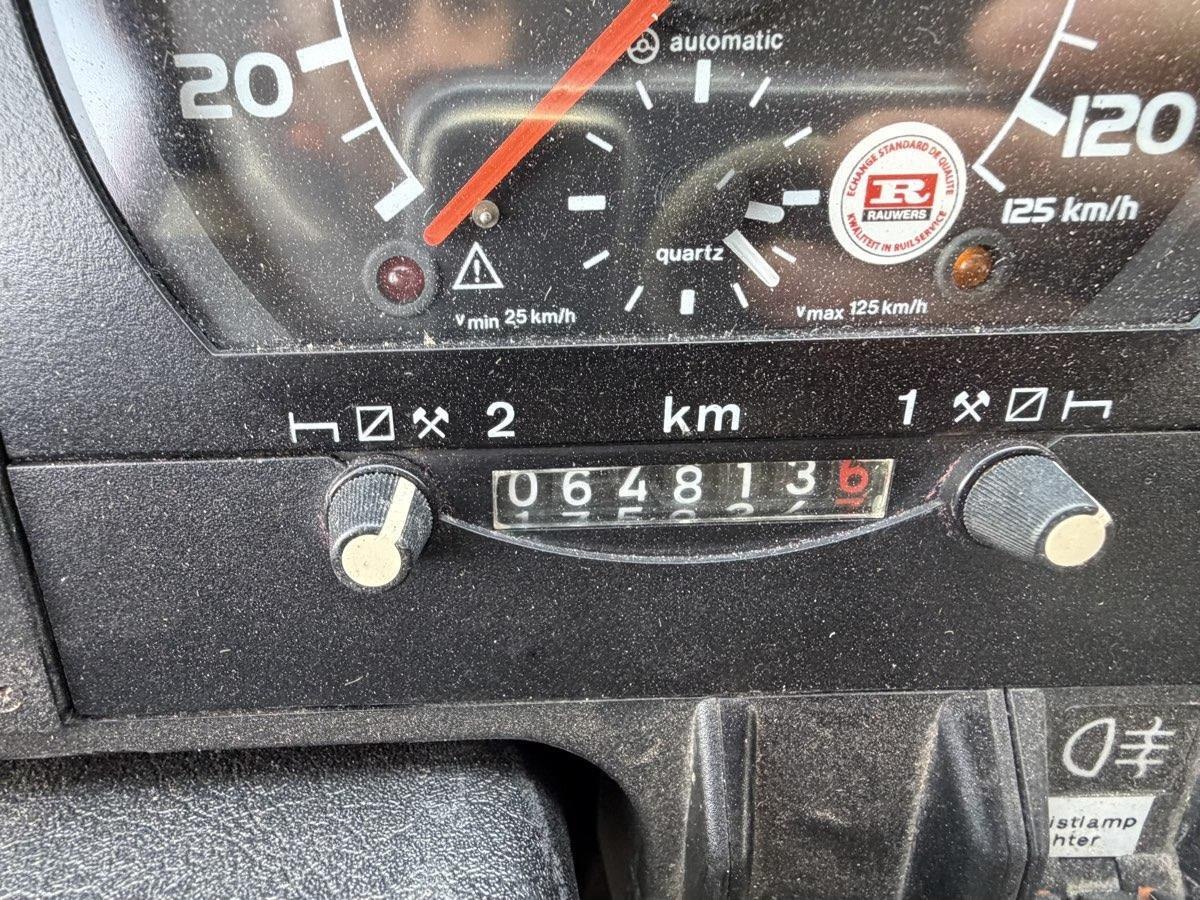 automatic
20
120
ECHANGE STANDARD DE QUALITE
R
RAUWERS
KWALITEIT IN RUILSERVICE
125 km/h
quartz
vmin 25 km/h
vmax 125 km/h
2 km 1
0648136
istlamp
hter